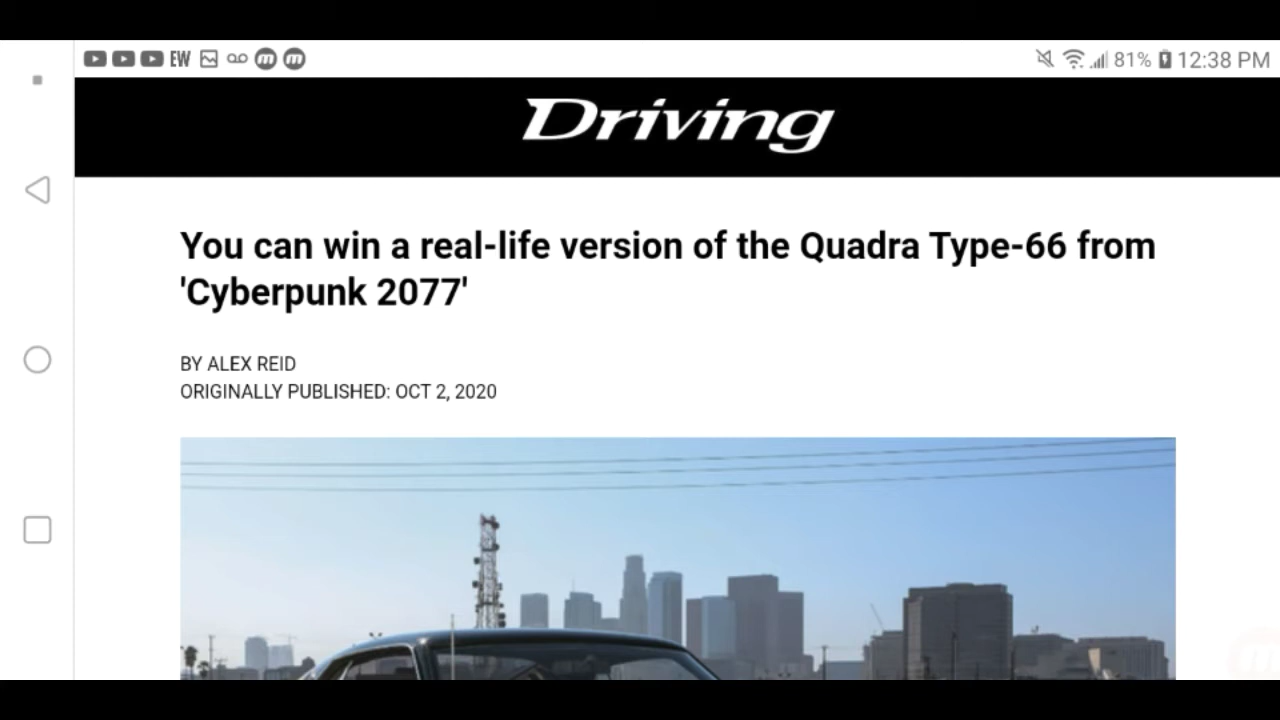 EW
81%
12:38 PM
Driving
You can win a real-life version of the Quadra Type-66 from
'Cyberpunk 2077'
BY ALEX REID
ORIGINALLY PUBLISHED: OCT 2, 2020